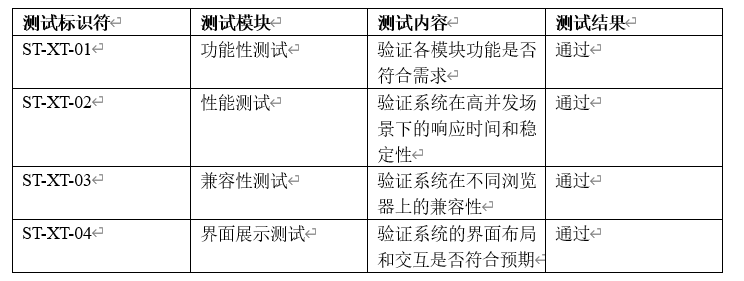 测试标识符 测试模块 测试内容 测试结果
ST-XT-01 功能性测试 验证各模块功能是否 通过
符合需求
ST-XT-02 性能测试 验证系统在高并发场 通过
景下的响应时间和稳
定性
ST-XT-03 兼容性测试 验证系统在不同浏览 通过
器上的兼容性
ST-XT-04 界面展示测试 验证系统的界面布局 通过
和交互是否符合预期